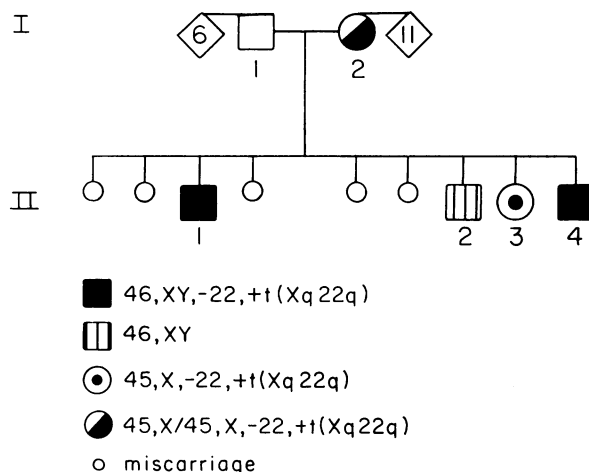 I
6
11
1
2
II
1
2
3
4
46,XY,-22,+t(Xq22q)
46,XY
45,X,-22,+t(Xq22q)
45,X/45,X,-22,+t(Xq22q)
miscarriage